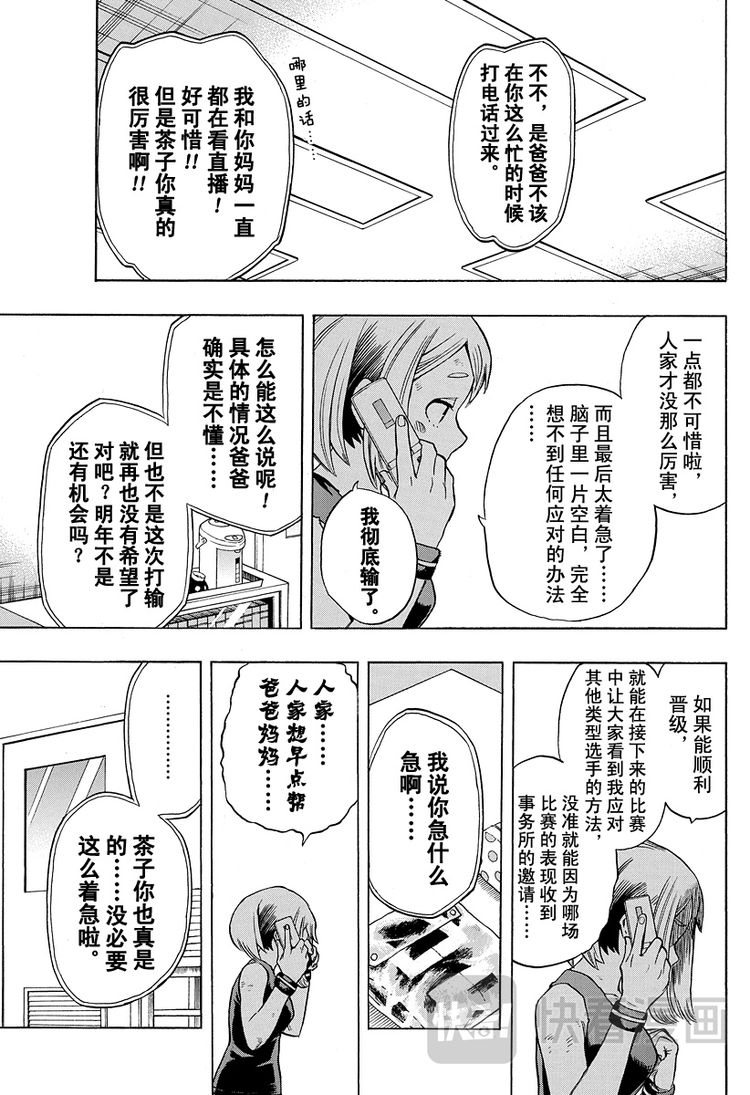 不不，是爸爸不该
在你这么忙的时候
打电话过来。
哪里的话……
我和你妈妈一直
都在看直播！
好可惜!!
但是茶子你真的
很厉害啊!!
一点都不可惜啦，
人家才没那么厉害，
而且最后太着急了……
脑子里一片空白，完全
想不到任何应对的办法
我彻底输了。
怎么能这么说呢！
具体的情况爸爸
确实是不懂……
但也不是这次打输
就再也没有希望了
对吧？明年不是
还有机会吗？
如果能顺利
晋级，
就能在接下来的比赛
中让大家看到我应对
其他类型选手的方法，
没准就能因为哪场
比赛的表现收到
事务所的邀请……
我说你急什么
急啊……
人家……
人家想早点帮
爸爸妈妈……
……
茶子你也真是
的……没必要
这么着急啦。
快看!
快看漫画